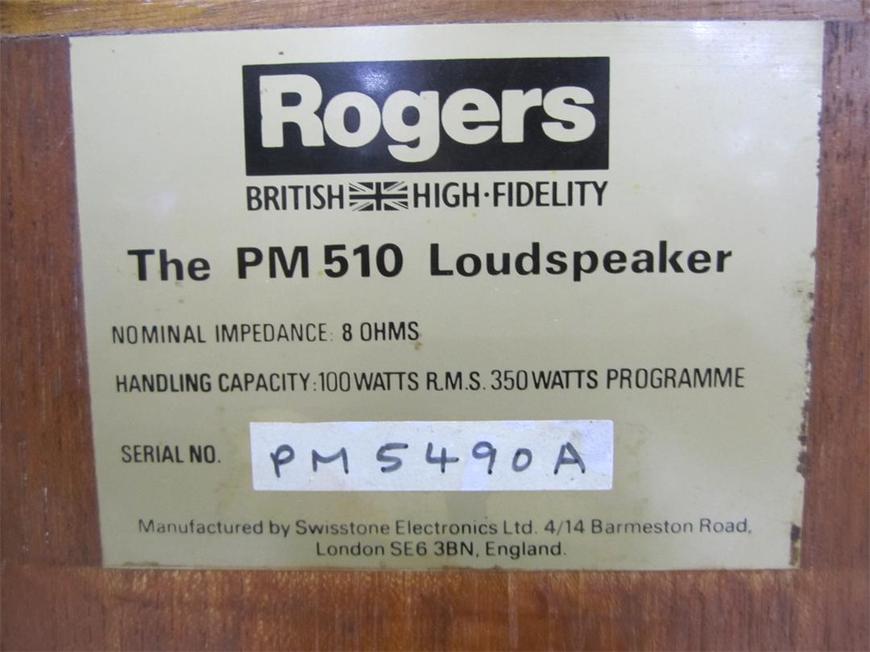 Rogers
BRITISH HIGH·FIDELITY
The PM 510 Loudspeaker
NOMINAL IMPEDANCE: 8 OHMS
HANDLING CAPACITY: 100 WATTS R.M.S. 350 WATTS PROGRAMME
SERIAL NO. PM 5490A
Manufactured by Swisstone Electronics Ltd. 4/14 Barmeston Road,
London SE6 3BN, England.